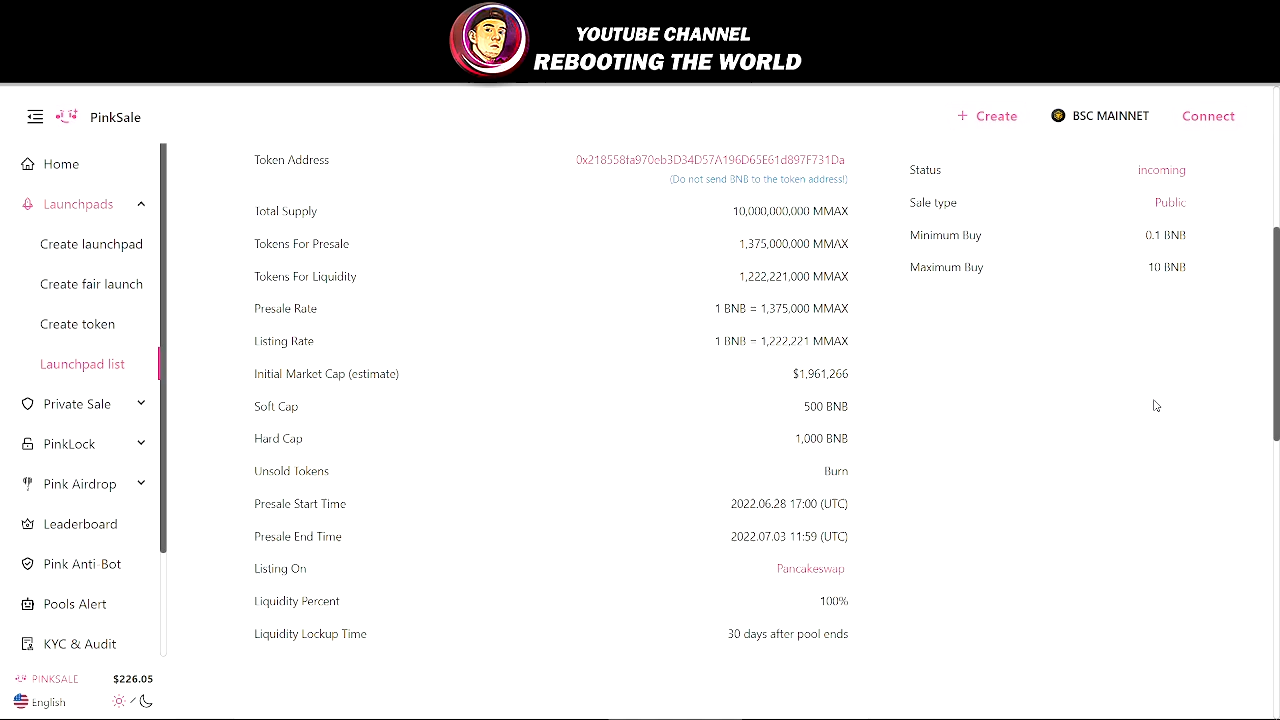 YOUTUBE CHANNEL
REBOOTING THE WORLD
PinkSale
+ Create
BSC MAINNET
Connect
Home
Launchpads
Create launchpad
Create fair launch
Create token
Launchpad list
Private Sale
PinkLock
Pink Airdrop
Leaderboard
Pink Anti-Bot
Pools Alert
KYC & Audit
PINKSALE $226.05
English
Token Address 0x218558fa970eb3D34D57A196D65E61d897F731Da
(Do not send BNB to the token address!)
Total Supply 10,000,000,000 MMAX
Tokens For Presale 1,375,000,000 MMAX
Tokens For Liquidity 1,222,221,000 MMAX
Presale Rate 1 BNB = 1,375,000 MMAX
Listing Rate 1 BNB = 1,222,221 MMAX
Initial Market Cap (estimate) $1,961,266
Soft Cap 500 BNB
Hard Cap 1,000 BNB
Unsold Tokens Burn
Presale Start Time 2022.06.28 17:00 (UTC)
Presale End Time 2022.07.03 11:59 (UTC)
Listing On Pancakeswap
Liquidity Percent 100%
Liquidity Lockup Time 30 days after pool ends
Status incoming
Sale type Public
Minimum Buy 0.1 BNB
Maximum Buy 10 BNB